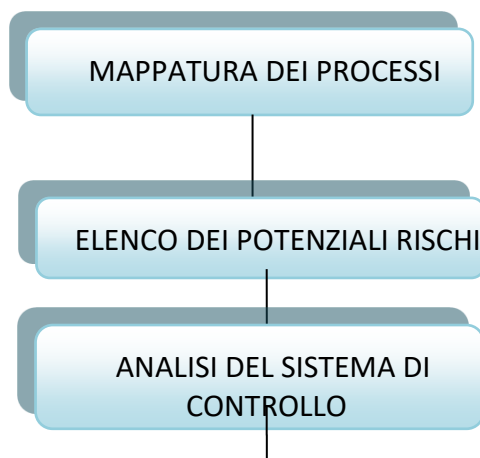 MAPPATURA DEI PROCESSI
ELENCO DEI POTENZIALI RISCHI
ANALISI DEL SISTEMA DI
CONTROLLO